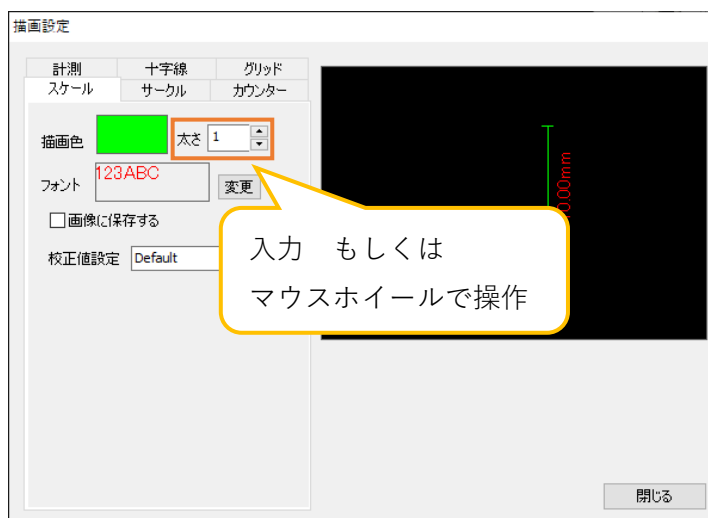 描画設定
計測 十字線 グリッド
スケール サークル カウンター
描画色 太さ 1
フォント 123ABC 変更
画像に保存する
校正値設定 Default
入力 もしくは
マウスホイールで操作
0.00mm
閉じる